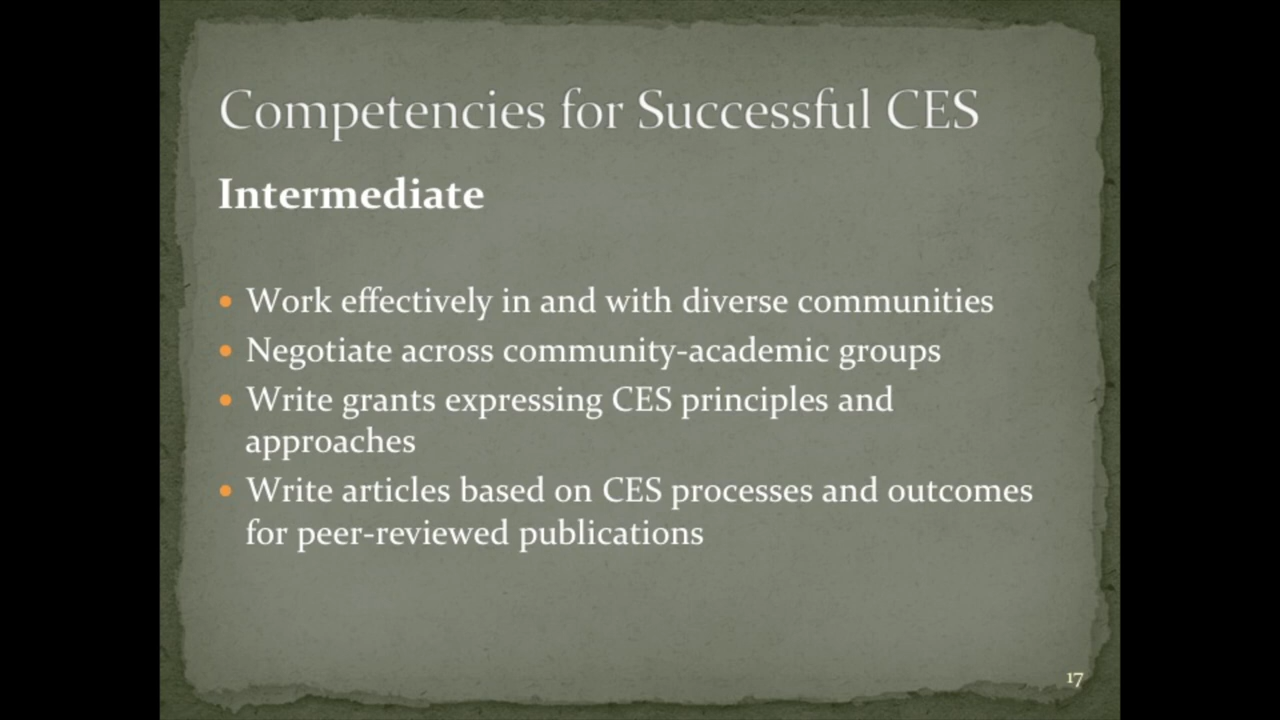 Competencies for Successful CES
Intermediate
• Work effectively in and with diverse communities
• Negotiate across community-academic groups
• Write grants expressing CES principles and
approaches
• Write articles based on CES processes and outcomes
for peer-reviewed publications
17